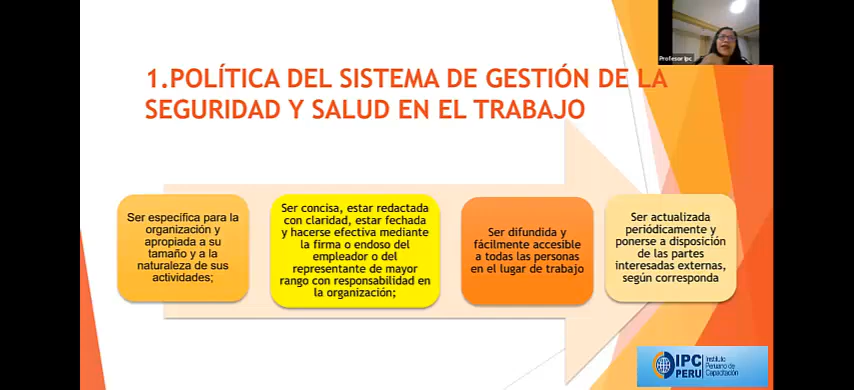 Profesor Ipc
1.POLÍTICA DEL SISTEMA DE GESTIÓN DE LA
SEGURIDAD Y SALUD EN EL TRABAJO
Ser específica para la
organización y
apropiada a su
tamaño y a la
naturaleza de sus
actividades;
Ser concisa, estar redactada
con claridad, estar fechada
y hacerse efectiva mediante
la firma o endoso del
empleador o del
representante de mayor
rango con responsabilidad en
la organización;
Ser difundida y
fácilmente accesible
a todas las personas
en el lugar de trabajo
Ser actualizada
periódicamente y
ponerse a disposición
de las partes
interesadas externas,
según corresponda
IPC
PERU
Instituto
Peruano de
Capacitación